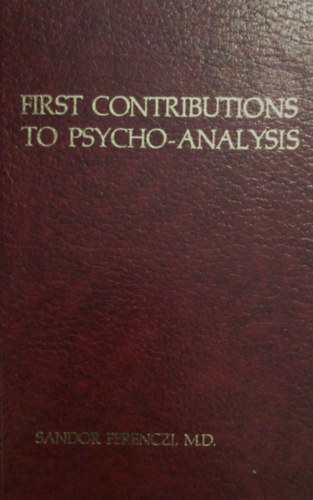 FIRST CONTRIBUTIONS
TO PSYCHO-ANALYSIS
SANDOR FERENCZI, M.D.